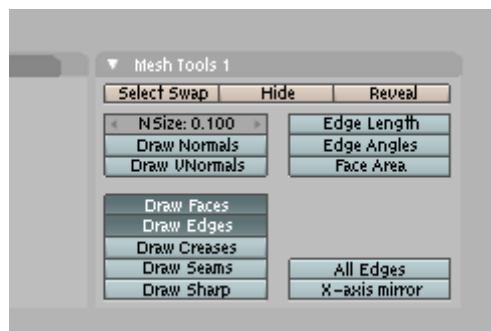 Mesh Tools 1
Select Swap Hide Reveal
NSize: 0.100 Edge Length
Draw Normals Edge Angles
Draw VNormals Face Area
Draw Faces
Draw Edges
Draw Creases
Draw Seams All Edges
Draw Sharp X-axis mirror